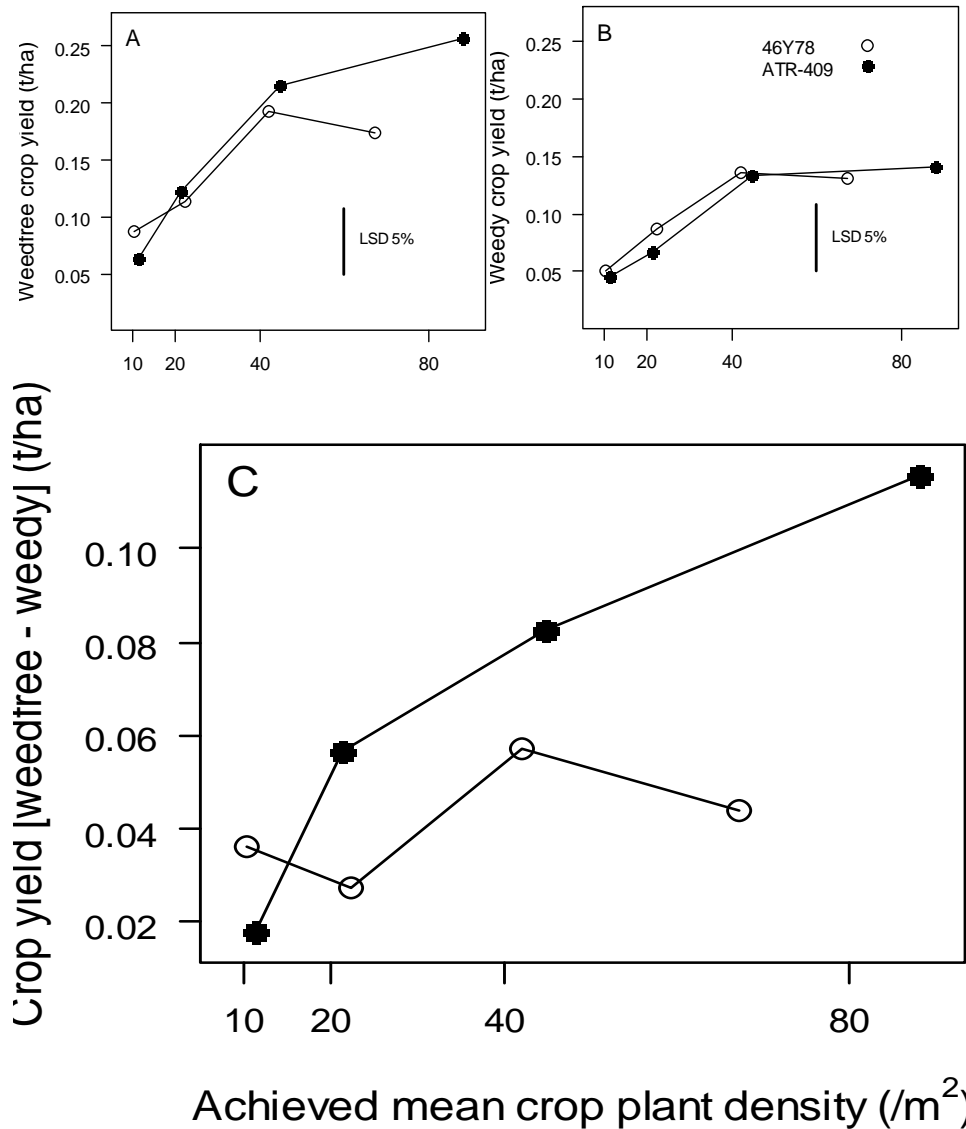 A
Weedfree crop yield (t/ha)
0.25
0.20
0.15
0.10
0.05
LSD 5%
10 20 40 80
B
Weedy crop yield (t/ha)
46Y78
ATR-409
0.25
0.20
0.15
0.10
0.05
LSD 5%
10 20 40 80
C
Crop yield [weedfree - weedy] (t/ha)
0.10
0.08
0.06
0.04
0.02
10 20 40 80
Achieved mean crop plant density (/m²)